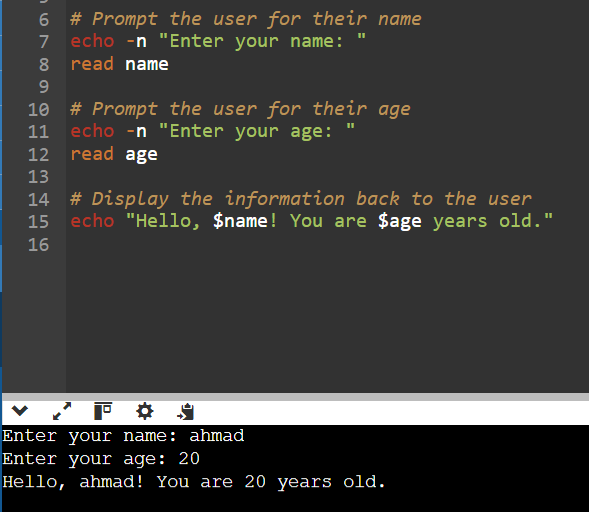 6 # Prompt the user for their name
7 echo -n "Enter your name: "
8 read name
9
10 # Prompt the user for their age
11 echo -n "Enter your age: "
12 read age
13
14 # Display the information back to the user
15 echo "Hello, $name! You are $age years old."
16
Enter your name: ahmad
Enter your age: 20
Hello, ahmad! You are 20 years old.